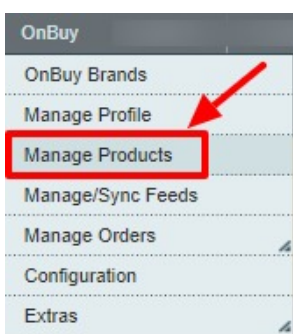 OnBuy
OnBuy Brands
Manage Profile
Manage Products
Manage/Sync Feeds
Manage Orders
Configuration
Extras